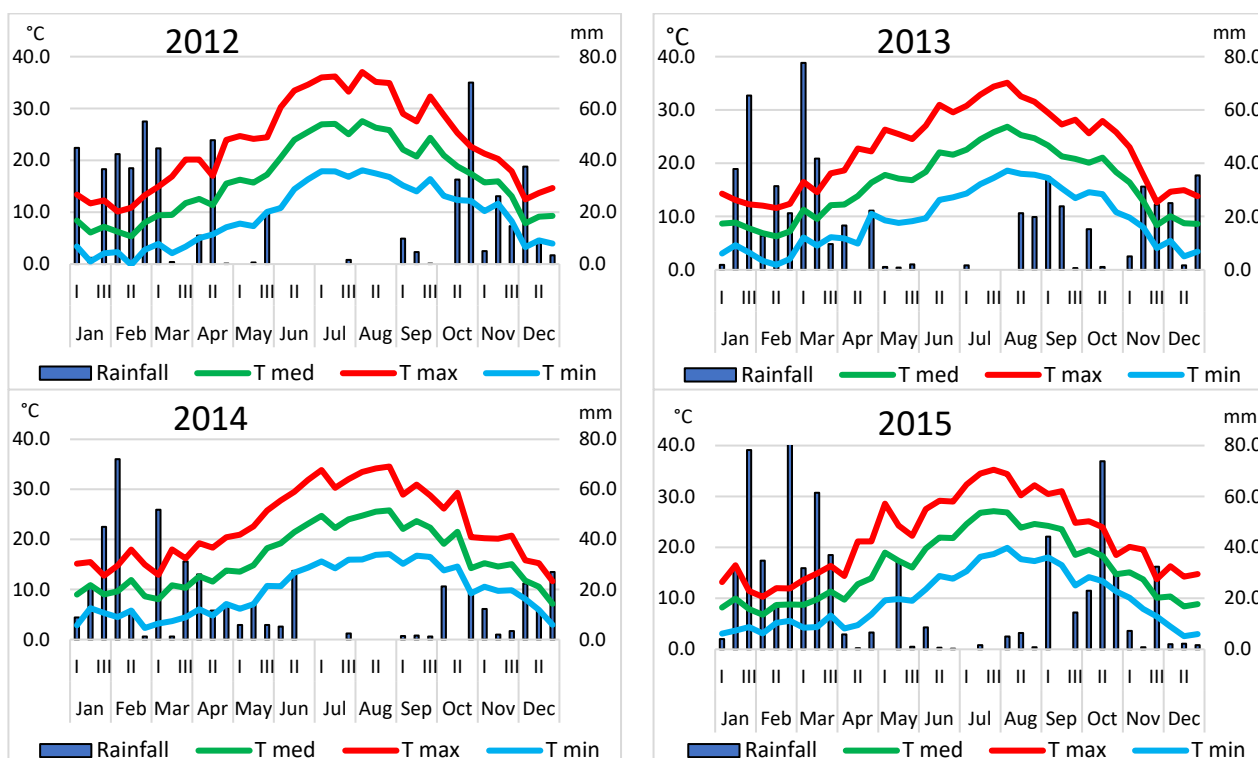 °C 2012 mm
40.0 80.0
30.0 60.0
20.0 40.0
10.0 20.0
0.0 0.0
I III II I III II I III II I III II I III II I III II
Jan Feb Mar Apr May Jun Jul Aug Sep Oct Nov Dec
Rainfall T med T max T min
°C 2013 mm
40.0 80.0
30.0 60.0
20.0 40.0
10.0 20.0
0.0 0.0
I III II I III II I III II I III II I III II I III II
Jan Feb Mar Apr May Jun Jul Aug Sep Oct Nov Dec
Rainfall T med T max T min
°C 2014 mm
40.0 80.0
30.0 60.0
20.0 40.0
10.0 20.0
0.0 0.0
I III II I III II I III II I III II I III II I III II
Jan Feb Mar Apr May Jun Jul Aug Sep Oct Nov Dec
Rainfall T med T max T min
°C 2015 mm
40.0 80.0
30.0 60.0
20.0 40.0
10.0 20.0
0.0 0.0
I III II I III II I III II I III II I III II I III II
Jan Feb Mar Apr May Jun Jul Aug Sep Oct Nov Dec
Rainfall T med T max T min